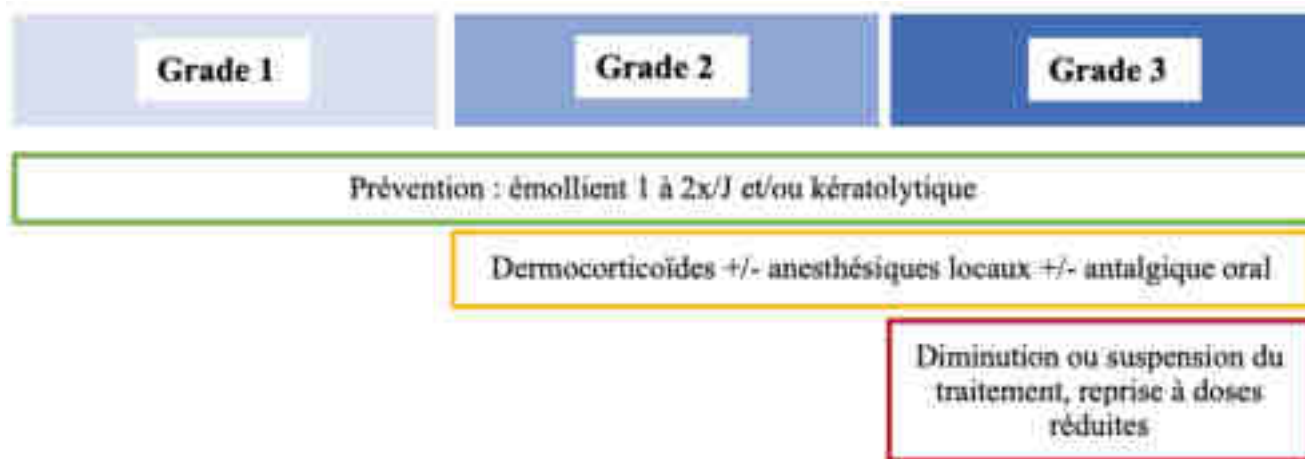 Grade 1
Grade 2
Grade 3
Prévention : émollient 1 à 2x/J et/ou kératolytique
Dermocorticoïdes +/- anesthésiques locaux +/- antalgique oral
Diminution ou suspension du
traitement, reprise à doses
réduites